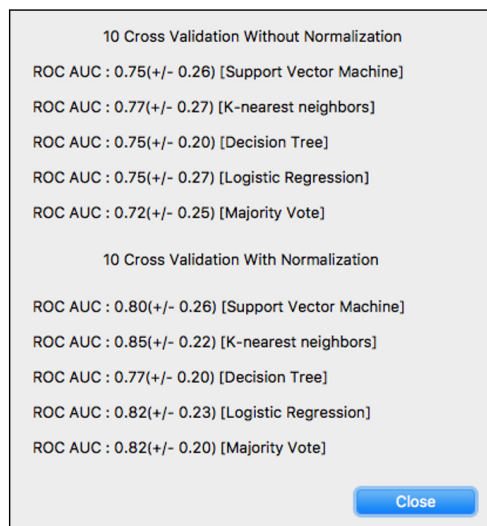 10 Cross Validation Without Normalization
ROC AUC : 0.75(+/- 0.26) [Support Vector Machine]
ROC AUC : 0.77(+/- 0.27) [K-nearest neighbors]
ROC AUC : 0.75(+/- 0.20) [Decision Tree]
ROC AUC : 0.75(+/- 0.27) [Logistic Regression]
ROC AUC : 0.72(+/- 0.25) [Majority Vote]
10 Cross Validation With Normalization
ROC AUC : 0.80(+/- 0.26) [Support Vector Machine]
ROC AUC : 0.85(+/- 0.22) [K-nearest neighbors]
ROC AUC : 0.77(+/- 0.20) [Decision Tree]
ROC AUC : 0.82(+/- 0.23) [Logistic Regression]
ROC AUC : 0.82(+/- 0.20) [Majority Vote]
Close